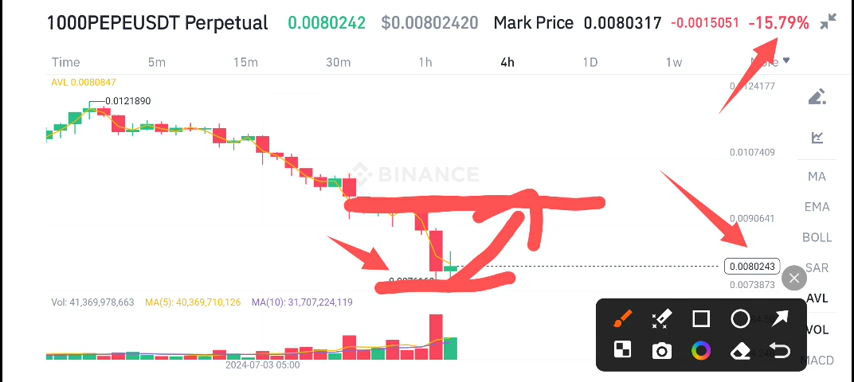 1000PEPEUSDT Perpetual 0.0080242 $0.00802420 Mark Price 0.0080317 -0.0015051 -15.79%
Time 5m 15m 30m 1h 4h 1D 1w
AVL 0.0080847
0.0121890
0.0124177
0.0107409
BINANCE
MA
EMA
0.0090641
BOLL
0.0080243
SAR
0.0073873
AVL
Vol: 41,369,978,663 MA(5): 40,369,710,126 MA(10): 31,707,224,119
VOL
MACD
2024-07-03 05:00